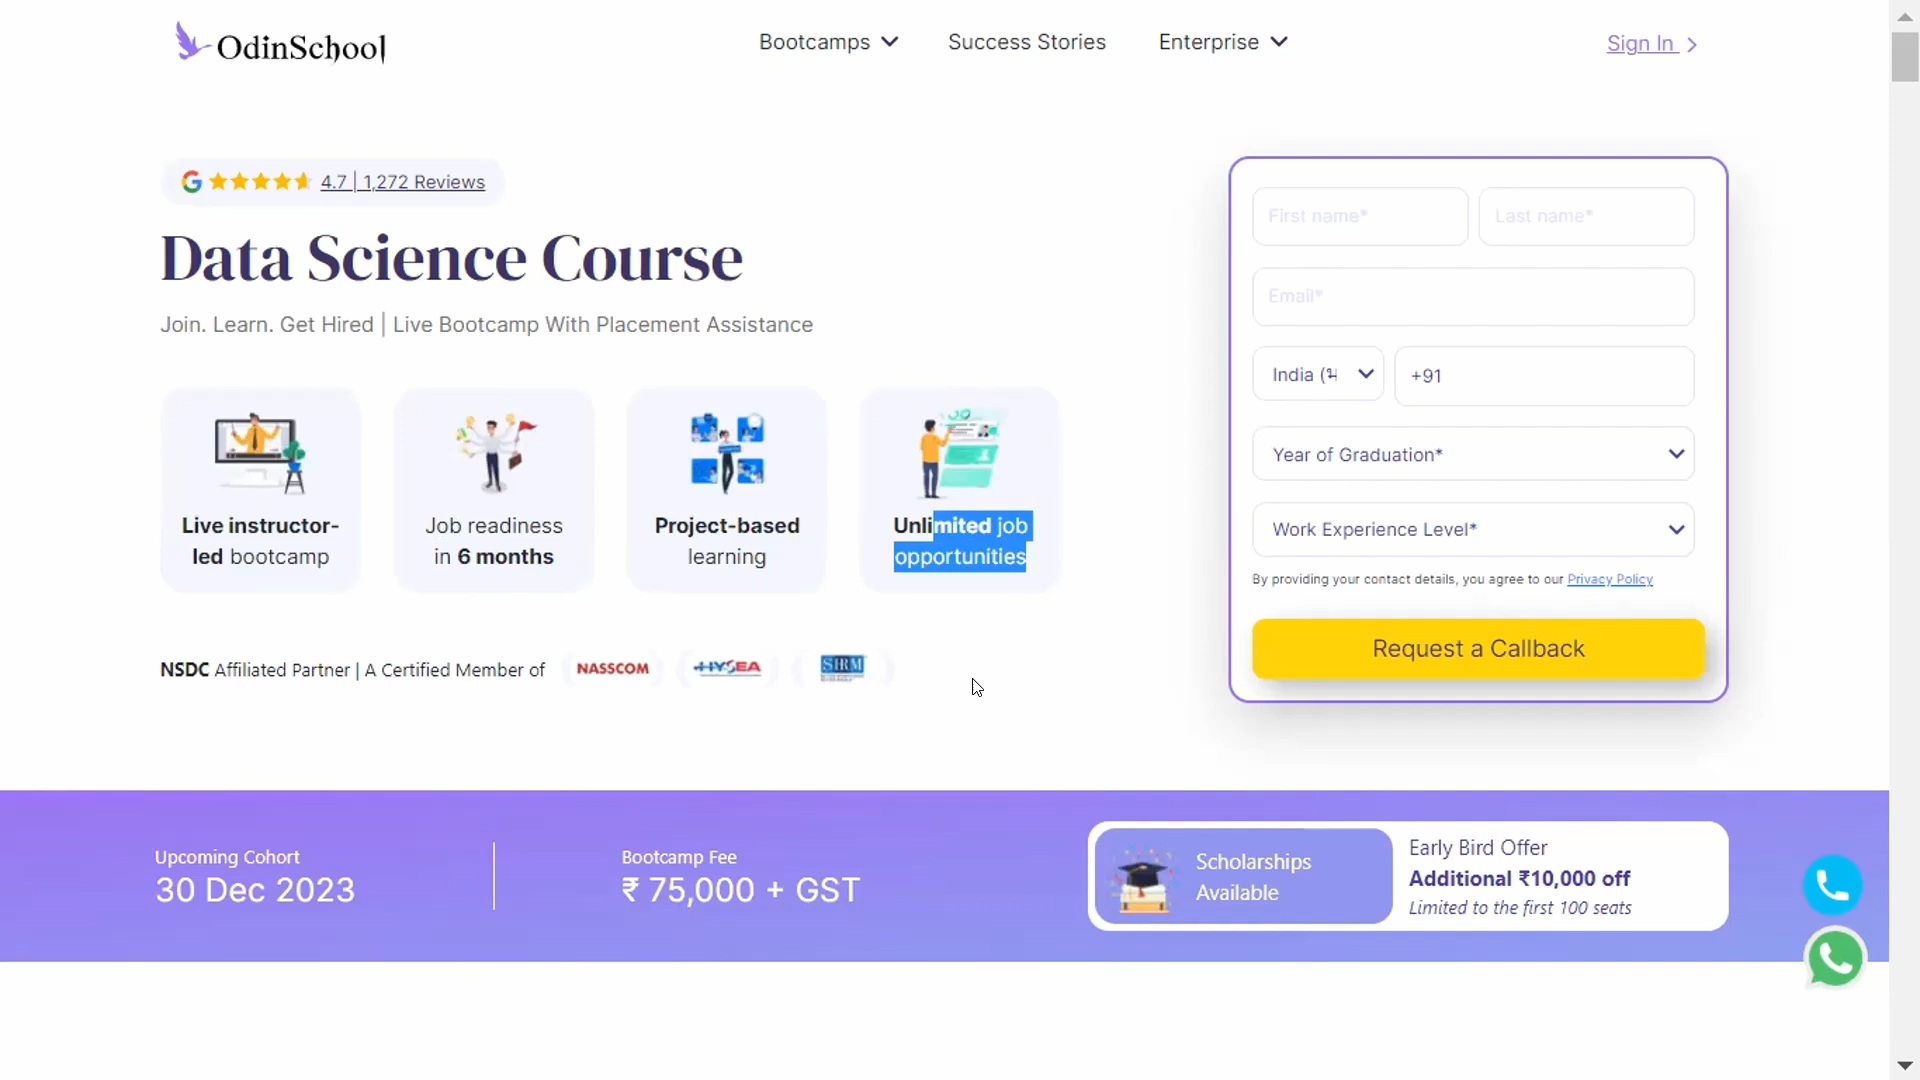 OdinSchool
Bootcamps
Success Stories
Enterprise
Sign In
4.7 | 1,272 Reviews
Data Science Course
Join. Learn. Get Hired | Live Bootcamp With Placement Assistance
Live instructor-
led bootcamp
Job readiness
in 6 months
Project-based
learning
Unlimited job
opportunities
NSDC Affiliated Partner | A Certified Member of
NASSCOM
HYSEA
SHRM
First name*
Last name*
Email*
India (भ
+91
Year of Graduation*
Work Experience Level*
By providing your contact details, you agree to our Privacy Policy
Request a Callback
Upcoming Cohort
30 Dec 2023
Bootcamp Fee
₹ 75,000 + GST
Scholarships
Available
Early Bird Offer
Additional ₹10,000 off
Limited to the first 100 seats